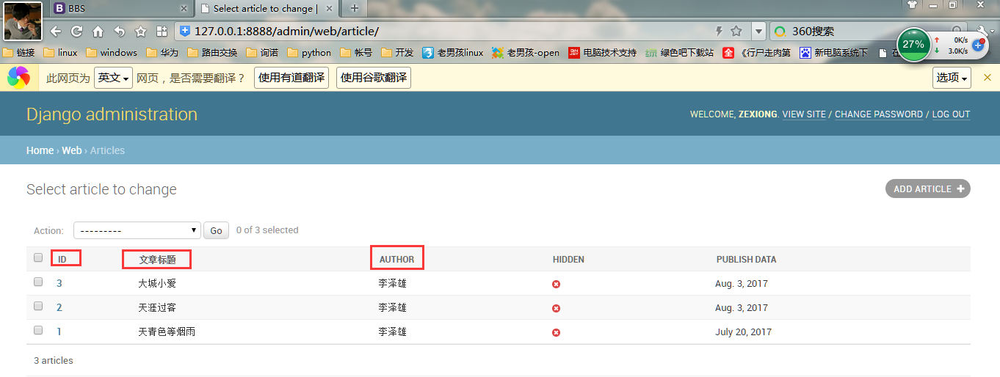 BBS
Select article to change |
127.0.0.1:8888/admin/web/article/
360搜索
链接 linux windows 华为 路由交换 询诺 python 帐号 开发 老男孩linux 老男孩-open 电脑技术支持 绿色吧下载站 《行尸走肉第 新电脑系统下
27%
0K/s
3.0K/s
此网页为 英文 网页，是否需要翻译？ 使用有道翻译 使用谷歌翻译 选项
Django administration
WELCOME, ZEXIONG. VIEW SITE / CHANGE PASSWORD / LOG OUT
Home › Web › Articles
Select article to change
ADD ARTICLE +
Action: --------- Go 0 of 3 selected
ID 文章标题 AUTHOR HIDDEN PUBLISH DATA
3 大城小爱 李泽雄 Aug. 3, 2017
2 天涯过客 李泽雄 Aug. 3, 2017
1 天青色等烟雨 李泽雄 July 20, 2017
3 articles